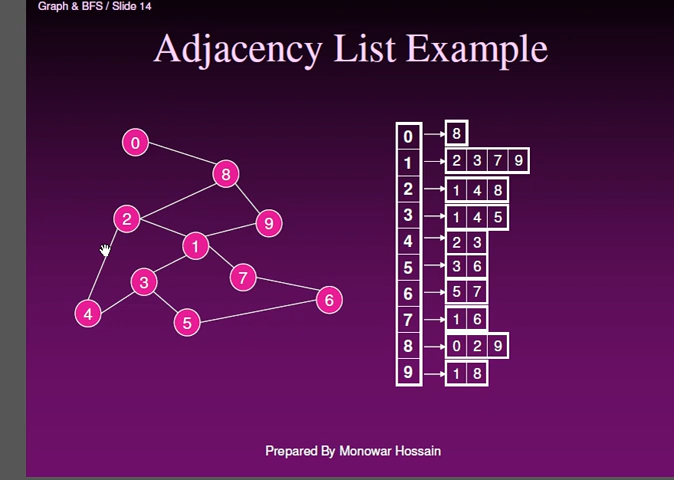 Graph & BFS / Slide 14
Adjacency List Example
0
8
2
9
1
3
7
6
4
5
0 8
1 2 3 7 9
2 1 4 8
3 1 4 5
4 2 3
5 3 6
6 5 7
7 1 6
8 0 2 9
9 1 8
Prepared By Monowar Hossain